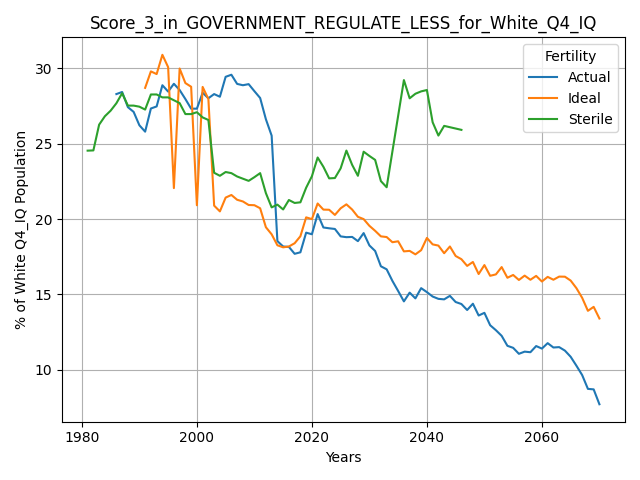 Score_3_in_GOVERNMENT_REGULATE_LESS_for_White_Q4_IQ
Fertility
Actual
Ideal
Sterile
% of White Q4_IQ Population
30
25
20
15
10
1980
2000
2020
2040
2060
Years